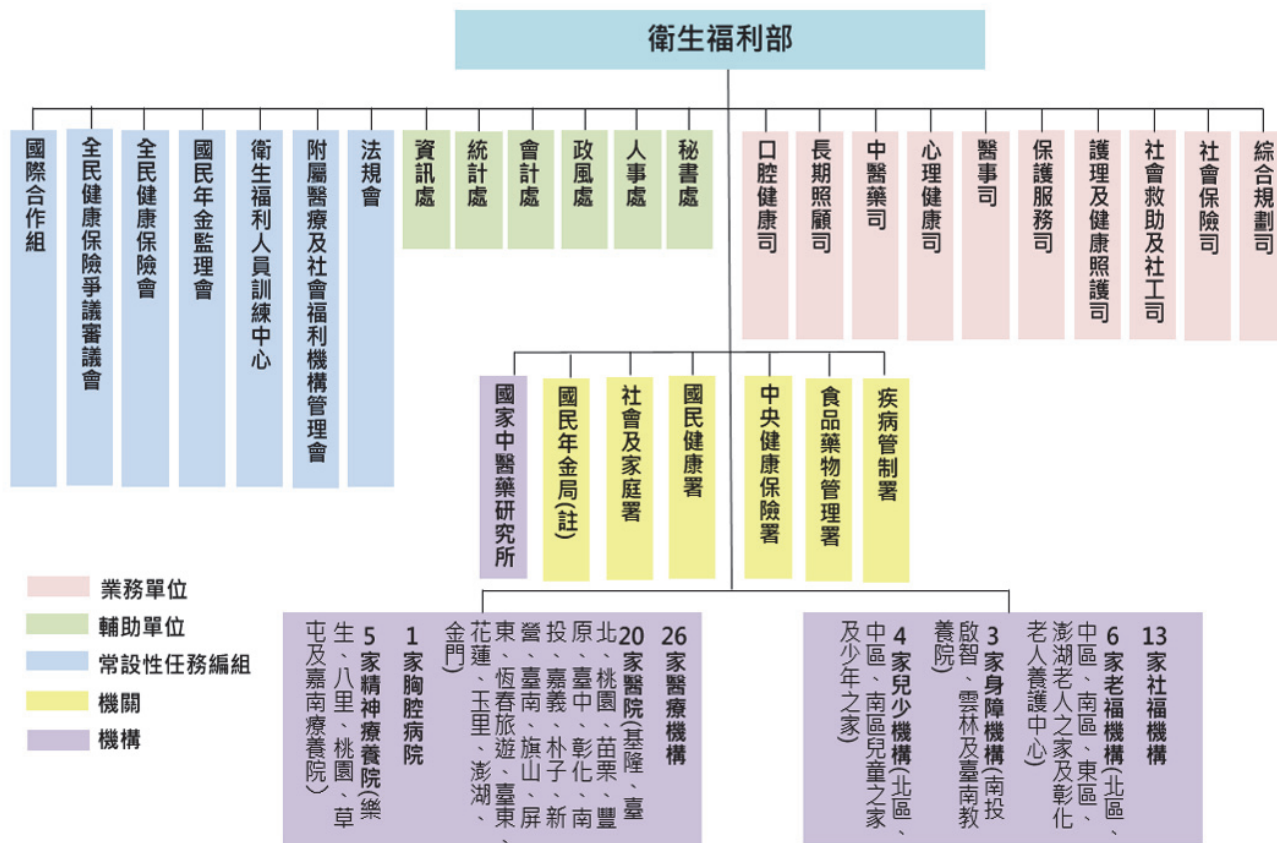 衛生福利部
國際合作組
全民健康保險爭議審議會
全民健康保險會
國民年金監理會
衛生福利人員訓練中心
附屬醫療及社會福利機構管理會
法規會
資訊處
統計處
會計處
政風處
人事處
秘書處
口腔健康司
長期照顧司
中醫藥司
心理健康司
醫事司
保護服務司
護理及健康照護司
社會救助及社工司
社會保險司
綜合規劃司
國家中醫藥研究所
國民年金局(註)
社會及家庭署
國民健康署
中央健康保險署
食品藥物管理署
疾病管制署
業務單位
輔助單位
常設性任務編組
機關
機構
26家醫療機構
20家醫院(基隆、臺
北、桃園、苗栗、豐
原、臺中、彰化、南
投、嘉義、朴子、新
營、臺南、旗山、屏
東、恆春旅遊、臺東、
花蓮、玉里、澎湖、
金門)
1家胸腔病院
5家精神療養院(樂
生、八里、桃園、草
屯及嘉南療養院)
13家社福機構
6家老福機構(北區、
中區、南區、東區、
澎湖老人之家及彰化
老人養護中心)
3家身障機構(南投
啟智、雲林及臺南教
養院)
4家兒少機構(北區、
中區、南區兒童之家
及少年之家)